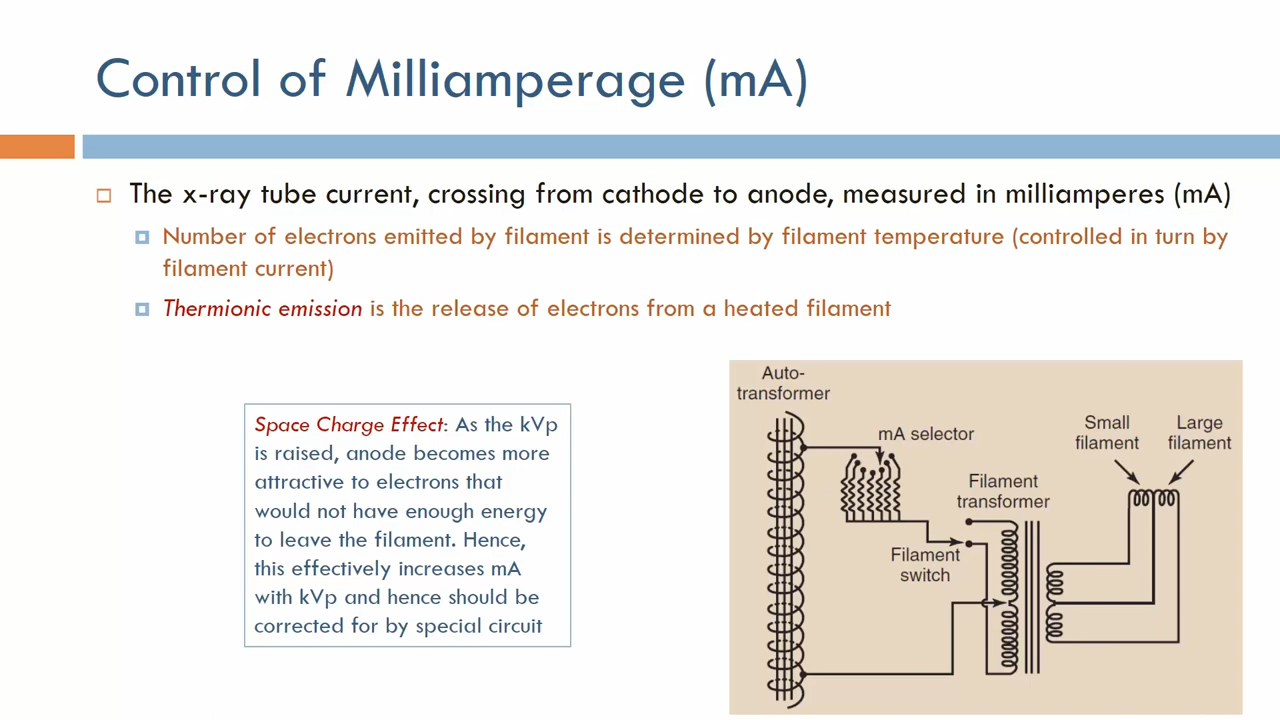 Control of Milliamperage (mA)
The x-ray tube current, crossing from cathode to anode, measured in milliamperes (mA)
Number of electrons emitted by filament is determined by filament temperature (controlled in turn by
filament current)
Thermionic emission is the release of electrons from a heated filament
Space Charge Effect: As the kVp
is raised, anode becomes more
attractive to electrons that
would not have enough energy
to leave the filament. Hence,
this effectively increases mA
with kVp and hence should be
corrected for by special circuit
Auto-
transformer
mA selector
Filament
transformer
Filament
switch
Small
filament
Large
filament